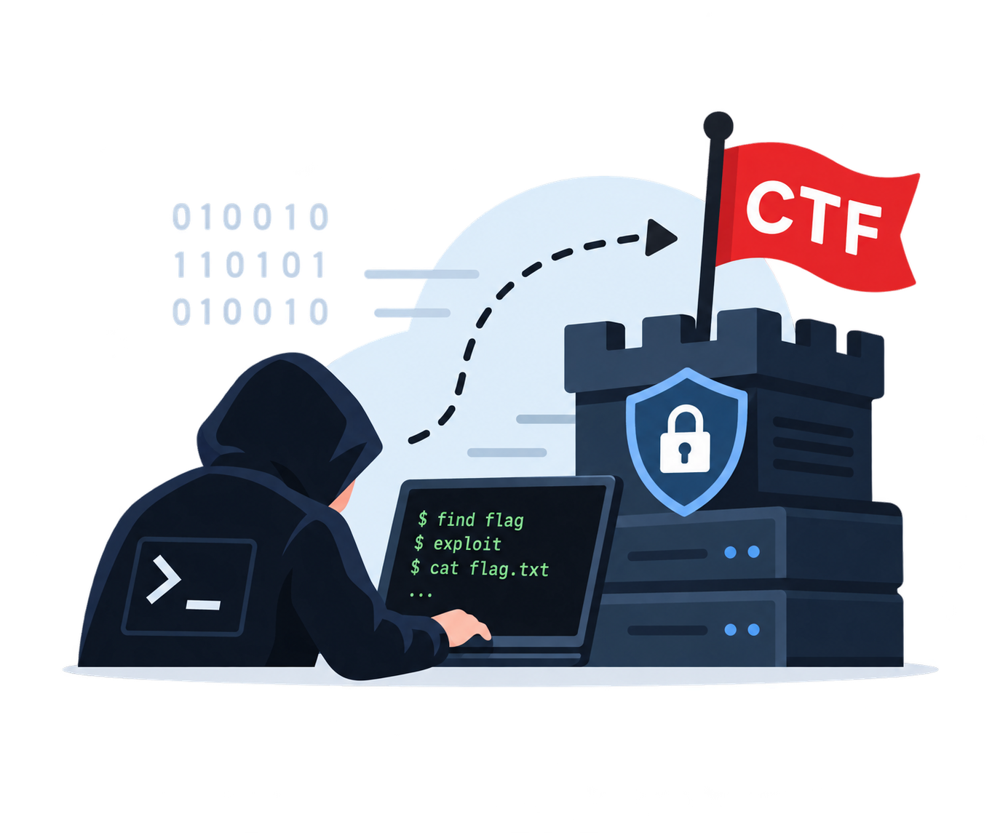 CTF
010010
110101
010010
>_
$ find flag
$ exploit
$ cat flag.txt
...